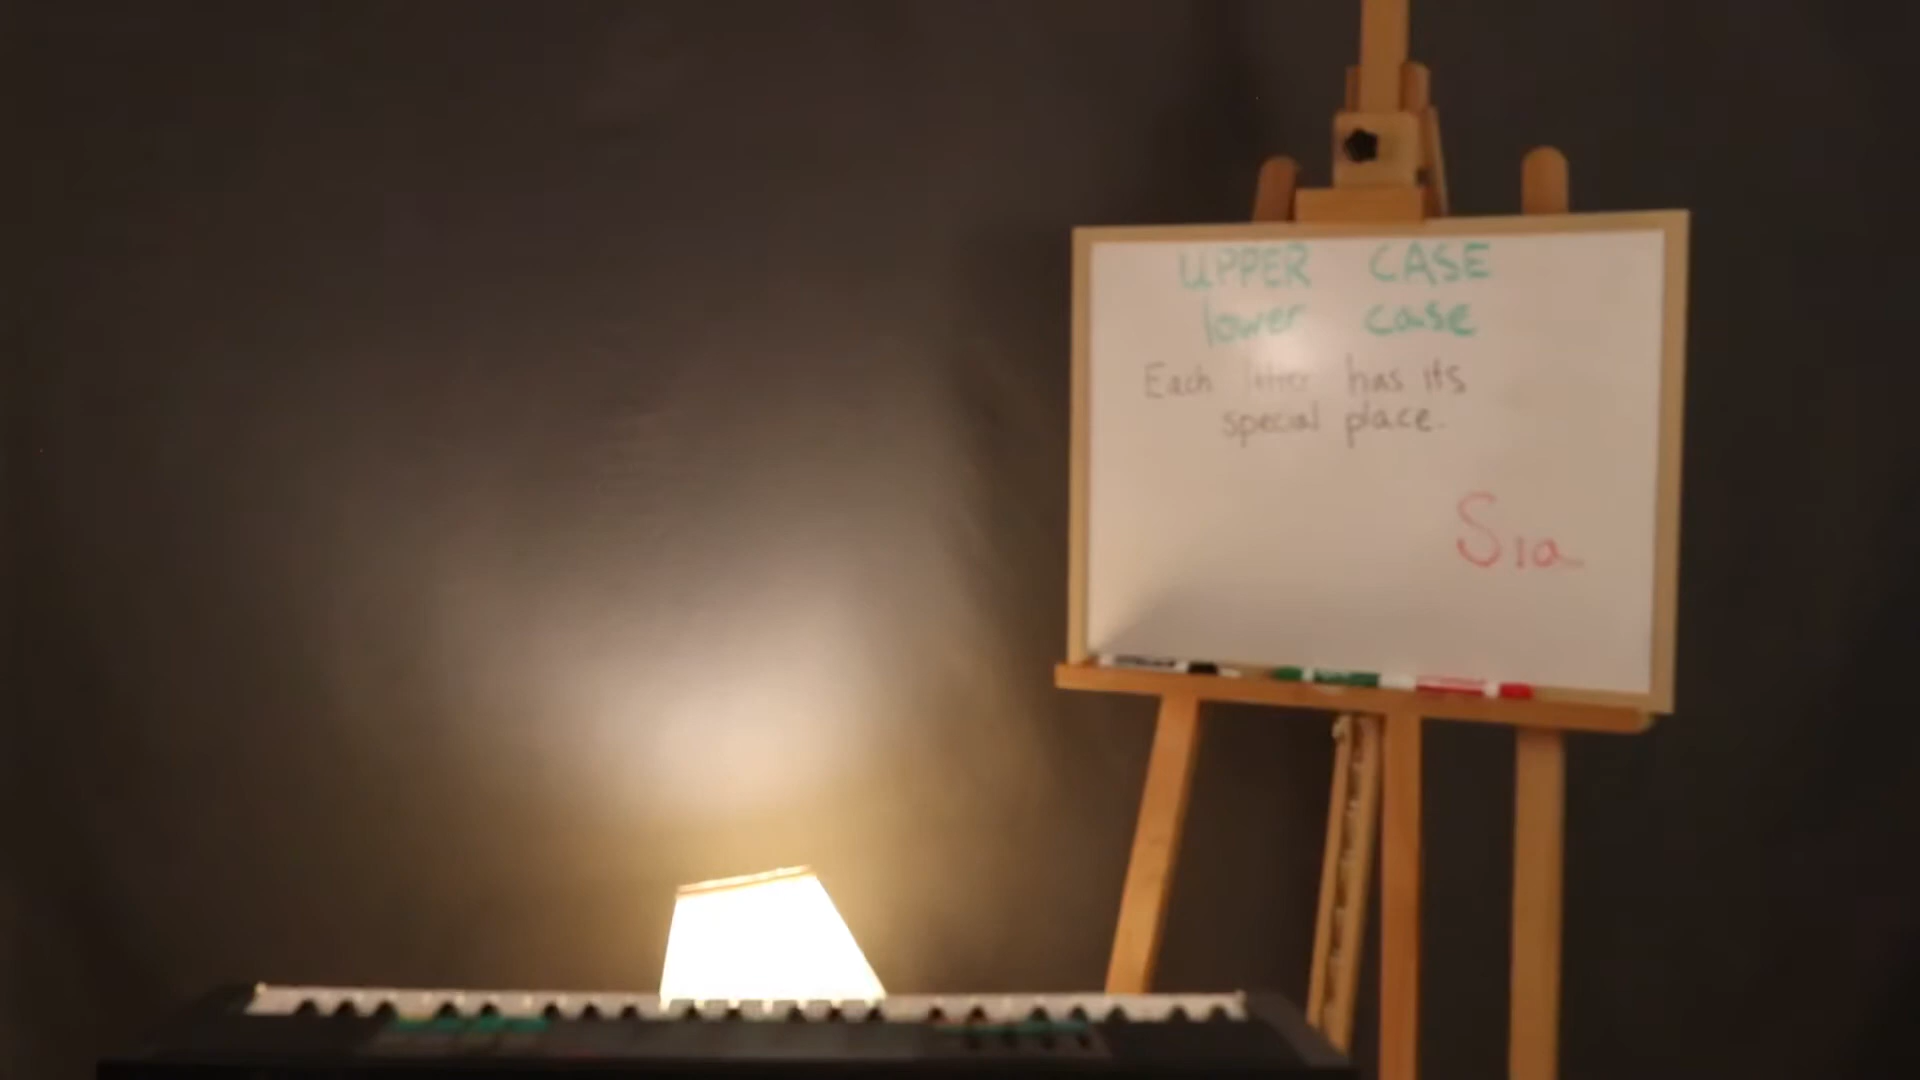 UPPER CASE
lower case
Each letter has its
special place.
Sia